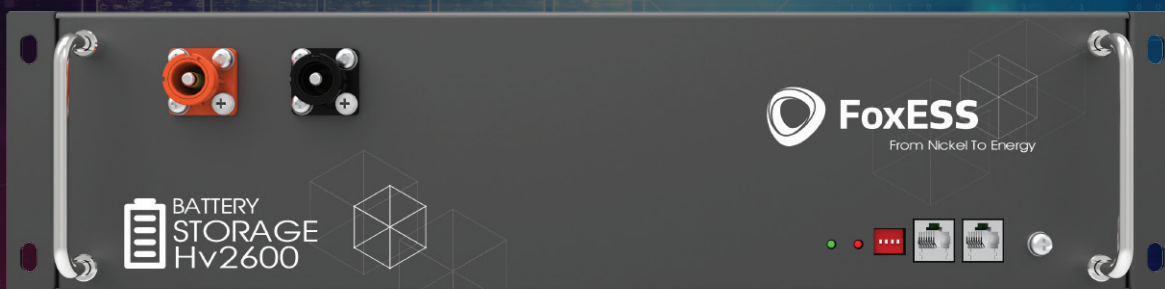 FoxESS
From Nickel To Energy
BATTERY
STORAGE
Hv2600